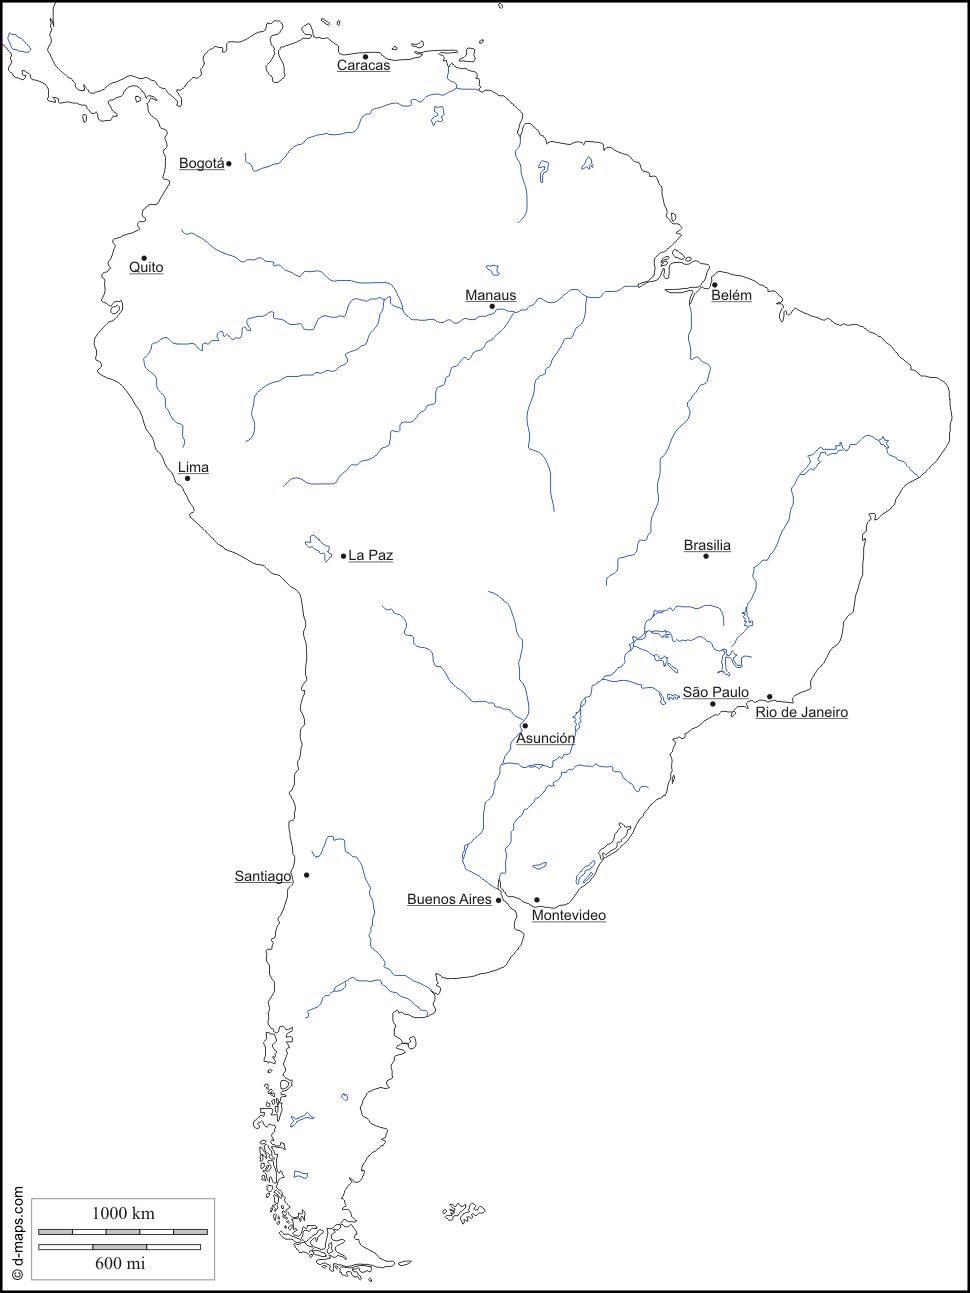 Caracas
Bogotá
Quito
Manaus
Belém
Lima
La Paz
Brasilia
São Paulo
Rio de Janeiro
Asunción
Santiago
Buenos Aires
Montevideo
1000 km
600 mi
© d-maps.com